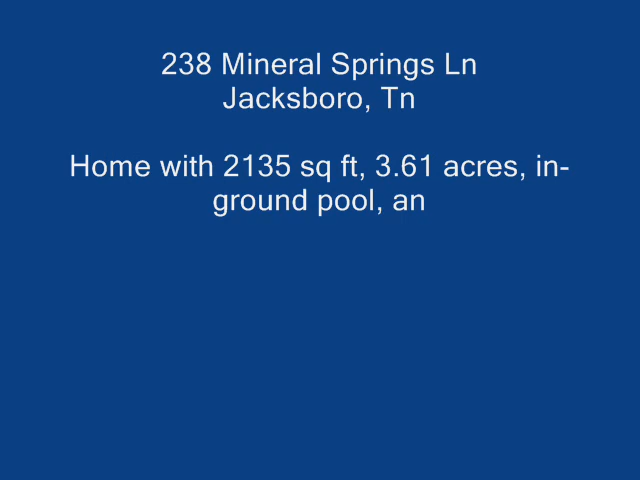 238 Mineral Springs Ln
Jacksboro, Tn
Home with 2135 sq ft, 3.61 acres, in-
ground pool, an